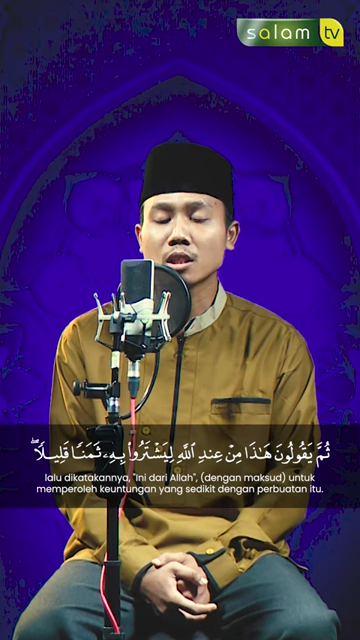 salam tv
ثُمَّ يَقُولُونَ هَٰذَا مِنْ عِندِ اللَّهِ لِيَشْتَرُوا بِهِ ثَمَنًا قَلِيلًا ۖ
lalu dikatakannya, "Ini dari Allah", (dengan maksud) untuk
memperoleh keuntungan yang sedikit dengan perbuatan itu.